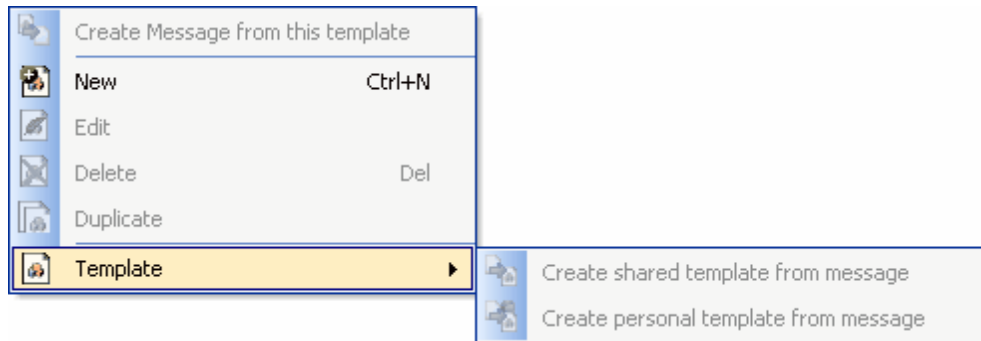 Create Message from this template
New Ctrl+N
Edit
Delete Del
Duplicate
Template
Create shared template from message
Create personal template from message